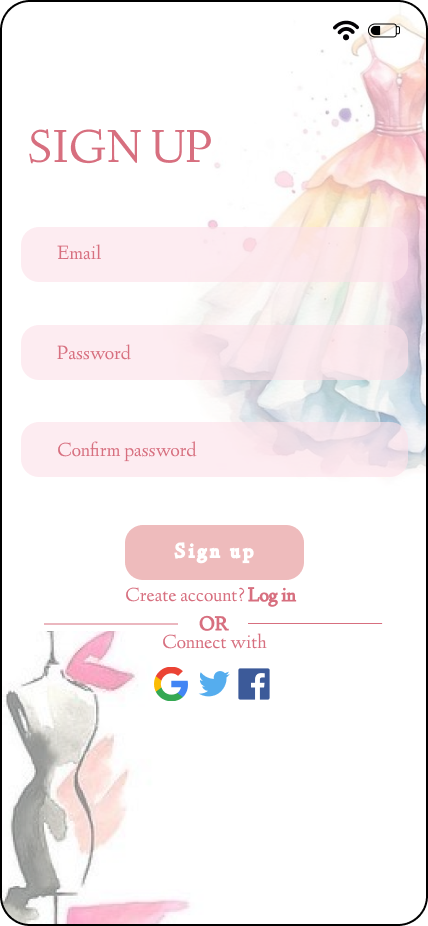 SIGN UP
Email
Password
Confirm password
Sign up
Create account? Log in
OR
Connect with